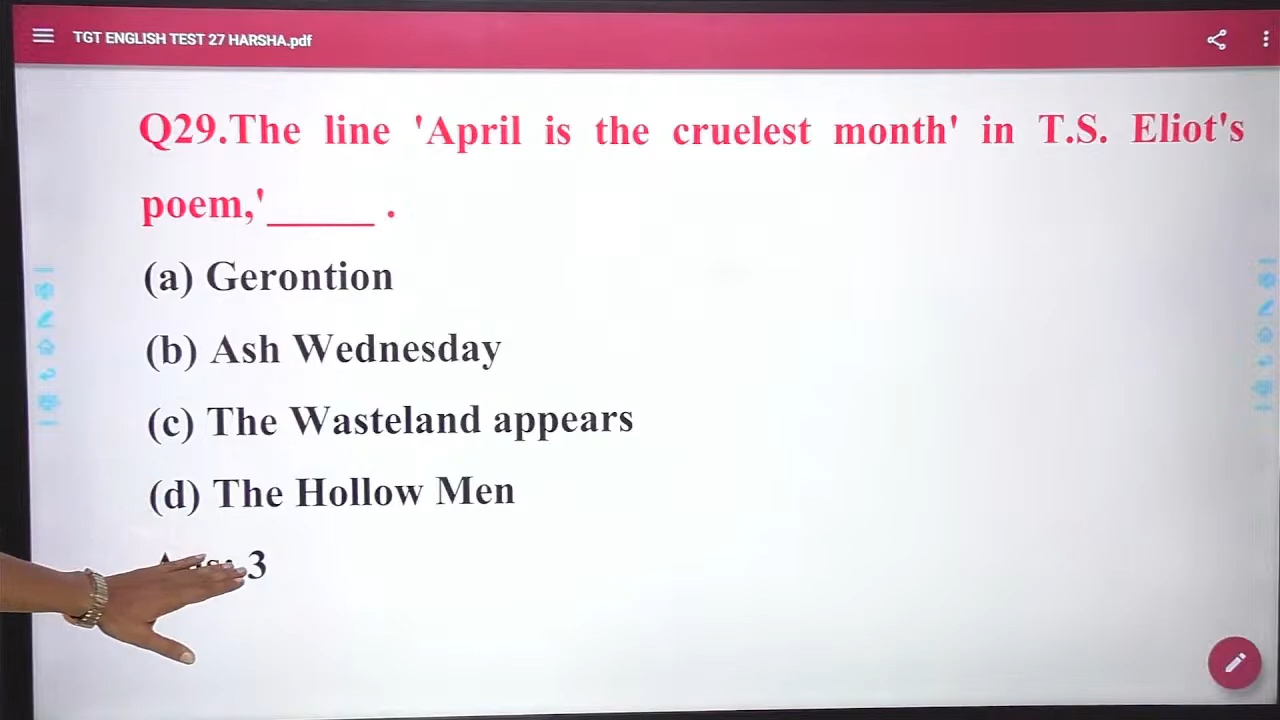 TGT ENGLISH TEST 27 HARSHA.pdf
Q29.The line 'April is the cruelest month' in T.S. Eliot's
poem,'_____ .
(a) Gerontion
(b) Ash Wednesday
(c) The Wasteland appears
(d) The Hollow Men
3